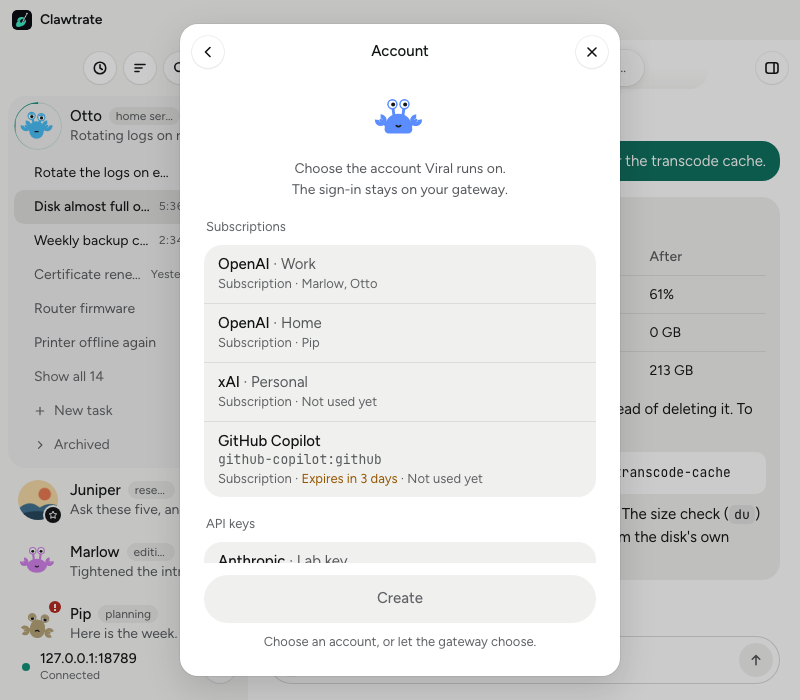 Clawtrate
Account
Otto
home ser...
Rotating logs on
Rotate the logs on e...
Disk almost full o...
5:36
Weekly backup c...
2:34
Certificate rene...
Yeste
Router firmware
Printer offline again
Show all 14
New task
Archived
Juniper
rese...
Ask these five, an
Marlow
editi...
Tightened the intr
Pip
planning
Here is the week.
127.0.0.1:18789
Connected
Choose the account Viral runs on.
The sign-in stays on your gateway.
Subscriptions
OpenAI · Work
Subscription · Marlow, Otto
OpenAI · Home
Subscription · Pip
xAI · Personal
Subscription · Not used yet
GitHub Copilot
github-copilot:github
Subscription · Expires in 3 days · Not used yet
API keys
Anthropic · Lab key
Create
Choose an account, or let the gateway choose.
the transcode cache.
After
61%
0 GB
213 GB
ead of deleting it. To
transcode-cache
The size check (du)
m the disk's own